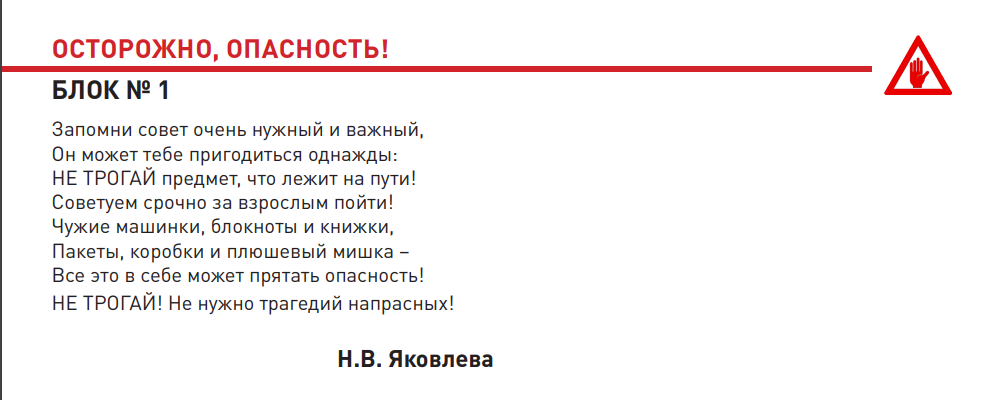 ОСТОРОЖНО, ОПАСНОСТЬ!
БЛОК № 1
Запомни совет очень нужный и важный,
Он может тебе пригодиться однажды:
НЕ ТРОГАЙ предмет, что лежит на пути!
Советуем срочно за взрослым пойти!
Чужие машинки, блокноты и книжки,
Пакеты, коробки и плюшевый мишка –
Все это в себе может прятать опасность!
НЕ ТРОГАЙ! Не нужно трагедий напрасных!
Н.В. Яковлева